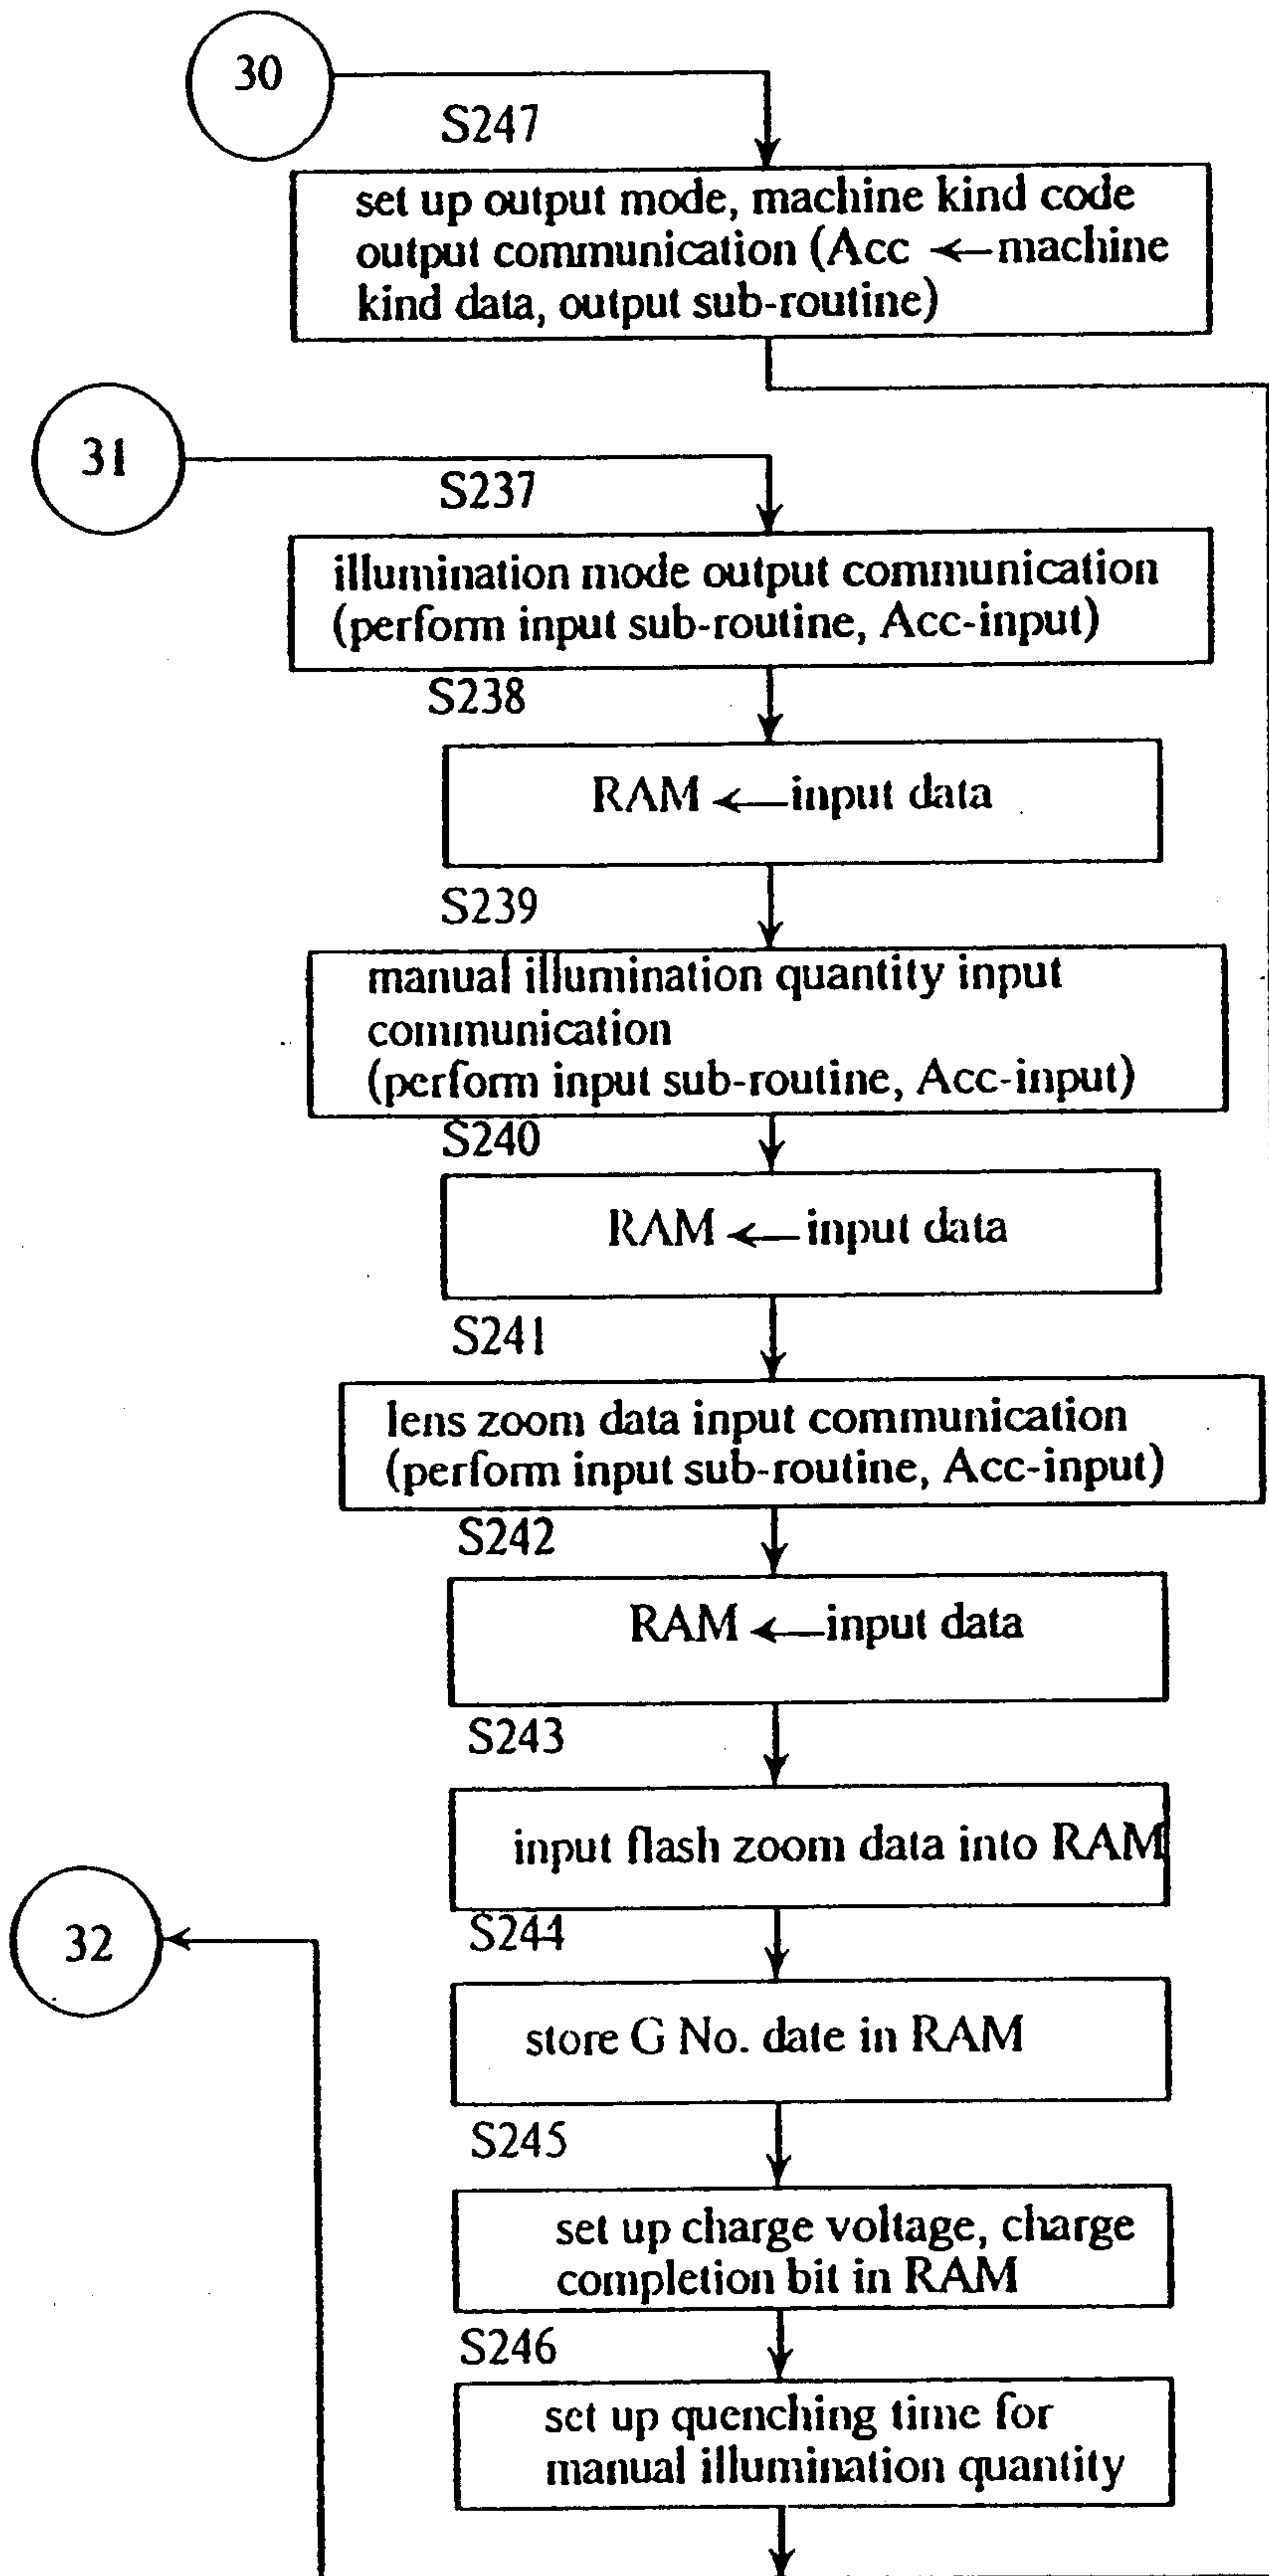 30
S247
set up output mode, machine kind code
output communication (Acc ← machine
kind data, output sub-routine)
31
S237
illumination mode output communication
(perform input sub-routine, Acc-input)
S238
RAM ← input data
S239
manual illumination quantity input
communication
(perform input sub-routine, Acc-input)
S240
RAM ← input data
S241
lens zoom data input communication
(perform input sub-routine, Acc-input)
S242
RAM ← input data
S243
input flash zoom data into RAM
S244
32
store G No. date in RAM
S245
set up charge voltage, charge
completion bit in RAM
S246
set up quenching time for
manual illumination quantity